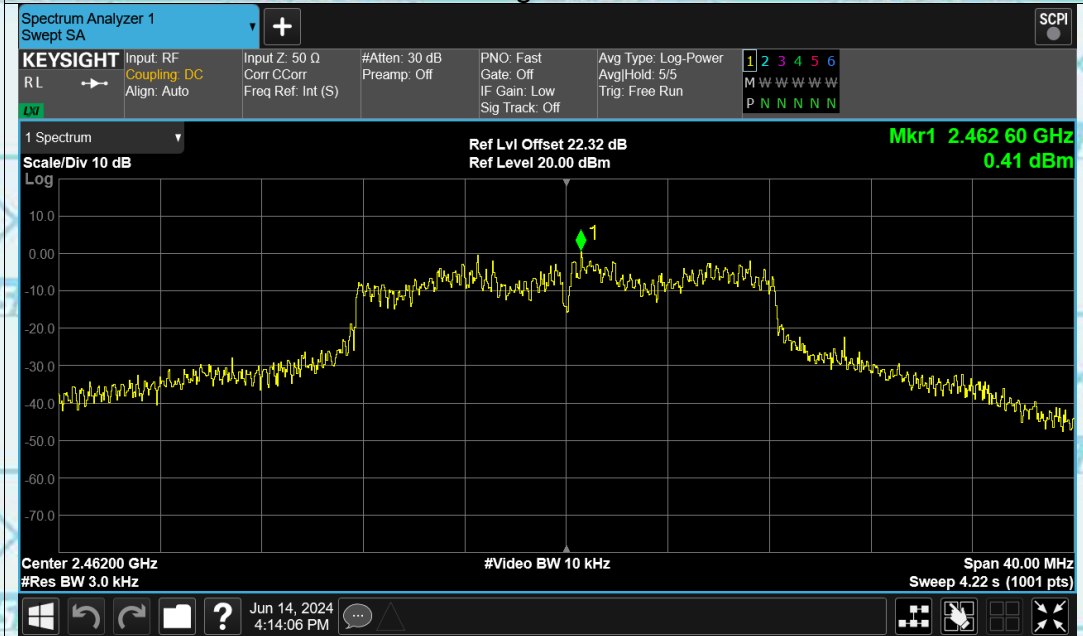 Spectrum Analyzer 1
Swept SA
+
SCPI
KEYSIGHT
R L
LXI
Input: RF
Coupling: DC
Align: Auto
Input Z: 50 Ω
Corr CCorr
Freq Ref: Int (S)
#Atten: 30 dB
Preamp: Off
PNO: Fast
Gate: Off
IF Gain: Low
Sig Track: Off
Avg Type: Log-Power
Avg|Hold: 5/5
Trig: Free Run
1 2 3 4 5 6
M W W W W W
P N N N N N
1 Spectrum
Scale/Div 10 dB
Ref Lvl Offset 22.32 dB
Ref Level 20.00 dBm
Mkr1 2.462 60 GHz
0.41 dBm
Log
1
10.0
0.00
-10.0
-20.0
-30.0
-40.0
-50.0
-60.0
-70.0
Center 2.46200 GHz
#Video BW 10 kHz
Span 40.00 MHz
#Res BW 3.0 kHz
Sweep 4.22 s (1001 pts)
?
Jun 14, 2024
4:14:06 PM